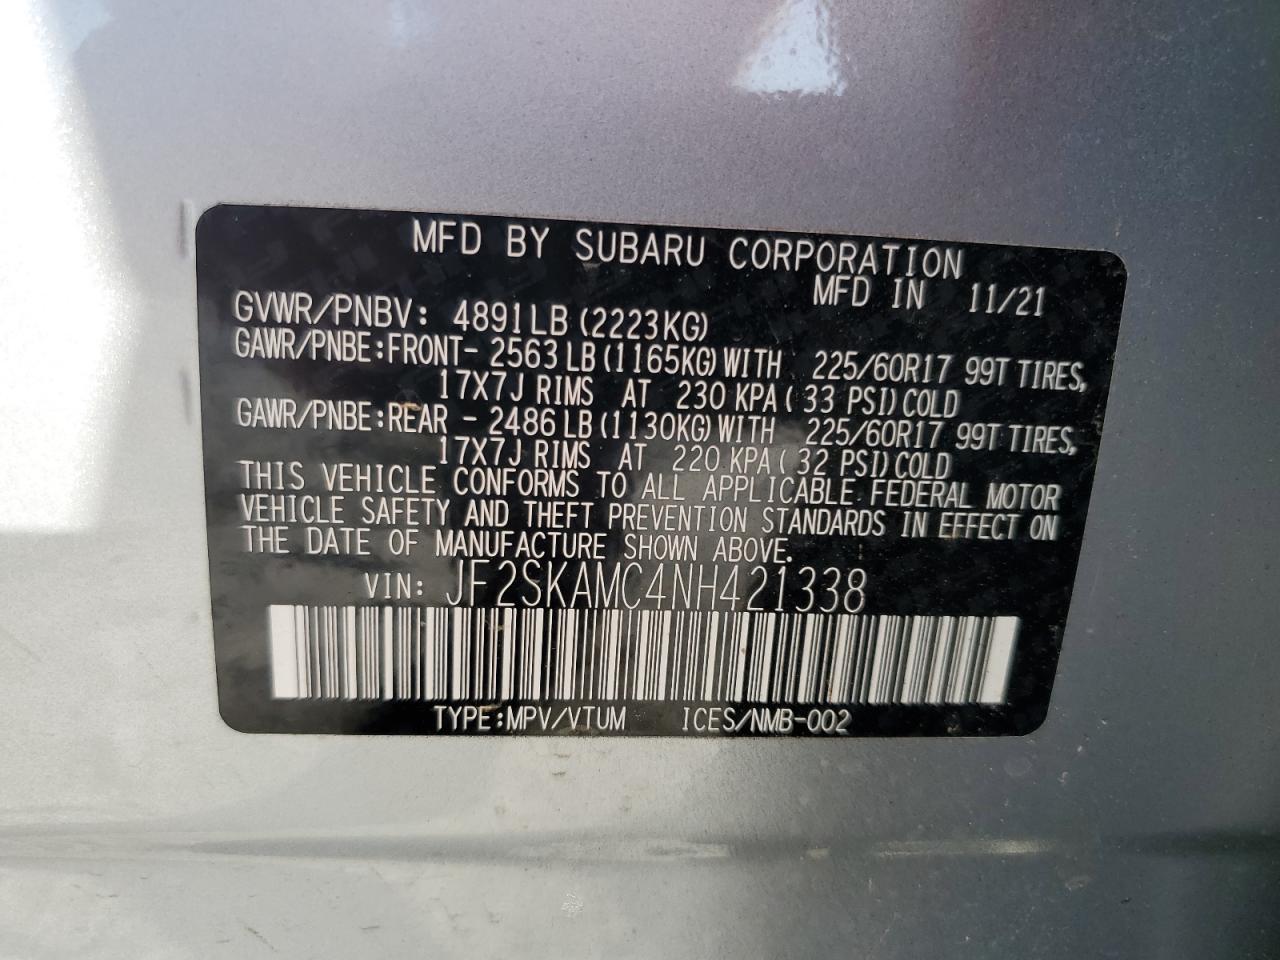 MFD BY SUBARU CORPORATION
MFD IN 11/21
GVWR/PNBV: 4891LB (2223KG)
GAWR/PNBE:FRONT- 2563 LB (1165KG) WITH 225/60R17 99T TIRES,
17X7J RIMS AT 230 KPA ( 33 PSI) COLD
GAWR/PNBE:REAR - 2486 LB (1130KG) WITH 225/60R17 99T TIRES,
17X7J RIMS AT 220 KPA ( 32 PSI) COLD
THIS VEHICLE CONFORMS TO ALL APPLICABLE FEDERAL MOTOR
VEHICLE SAFETY AND THEFT PREVENTION STANDARDS IN EFFECT ON
THE DATE OF MANUFACTURE SHOWN ABOVE.
VIN: JF2SKAMC4NH421338
TYPE:MPV/VTUM ICES/NMB-002